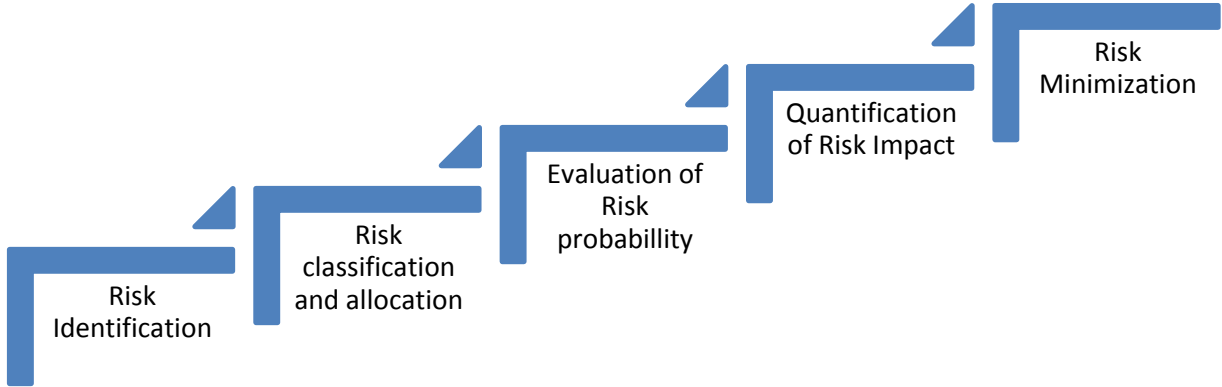 Risk
Identification
Risk
classification
and allocation
Evaluation of
Risk
probabillity
Quantification
of Risk Impact
Risk
Minimization